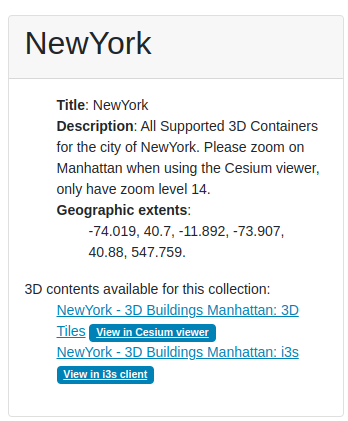 NewYork
Title: NewYork
Description: All Supported 3D Containers
for the city of NewYork. Please zoom on
Manhattan when using the Cesium viewer,
only have zoom level 14.
Geographic extents:
-74.019, 40.7, -11.892, -73.907,
40.88, 547.759.
3D contents available for this collection:
NewYork - 3D Buildings Manhattan: 3D
Tiles View in Cesium viewer
NewYork - 3D Buildings Manhattan: i3s
View in i3s client